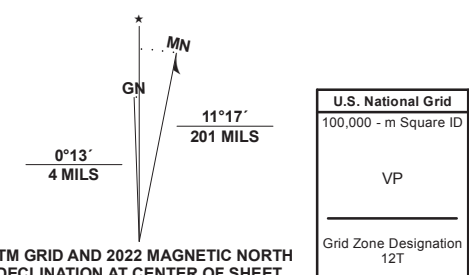 MN
GN
11°17´
201 MILS
0°13´
4 MILS
TM GRID AND 2022 MAGNETIC NORTH
DECLINATION AT CENTER OF SHEET
U.S. National Grid
100,000 - m Square ID
VP
Grid Zone Designation
12T